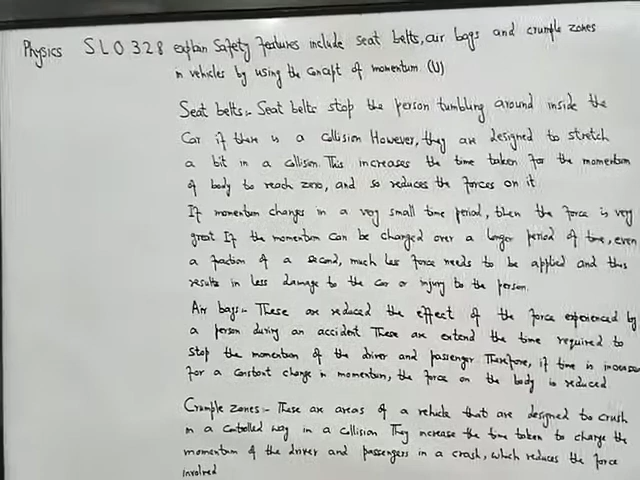 Physics SLO 328 explain Safety features include seat belts, air bags and crumple zones
in vehicles by using the concept of momentum. (U)
Seat belts:- Seat belts stop the person tumbling around inside the
Car if there is a collision However, they are designed to stretch
a bit in a collision. This increases the time taken for the momentum
of body to reach zero, and so reduces the forces on it
If momentum changes in a very small time period, then the force is very
great If the momentum can be changed over a longer period of time, even
a fraction of a second, much less force needs to be applied and this
results in less damage to the car or injury to the person.
Air bags:- These are reduced the effect of the force experienced by
a person during an accident These are extend the time required to
stop the momentum of the driver and passenger Therefore, if time is increase
for a constant change in momentum, the force on the body is reduced
Crumple zones:- These are areas of a vehicle that are designed to crush
in a controlled way in a collision They increase the time taken to change the
momentum of the driver and passengers in a crash, which reduces the force
involved